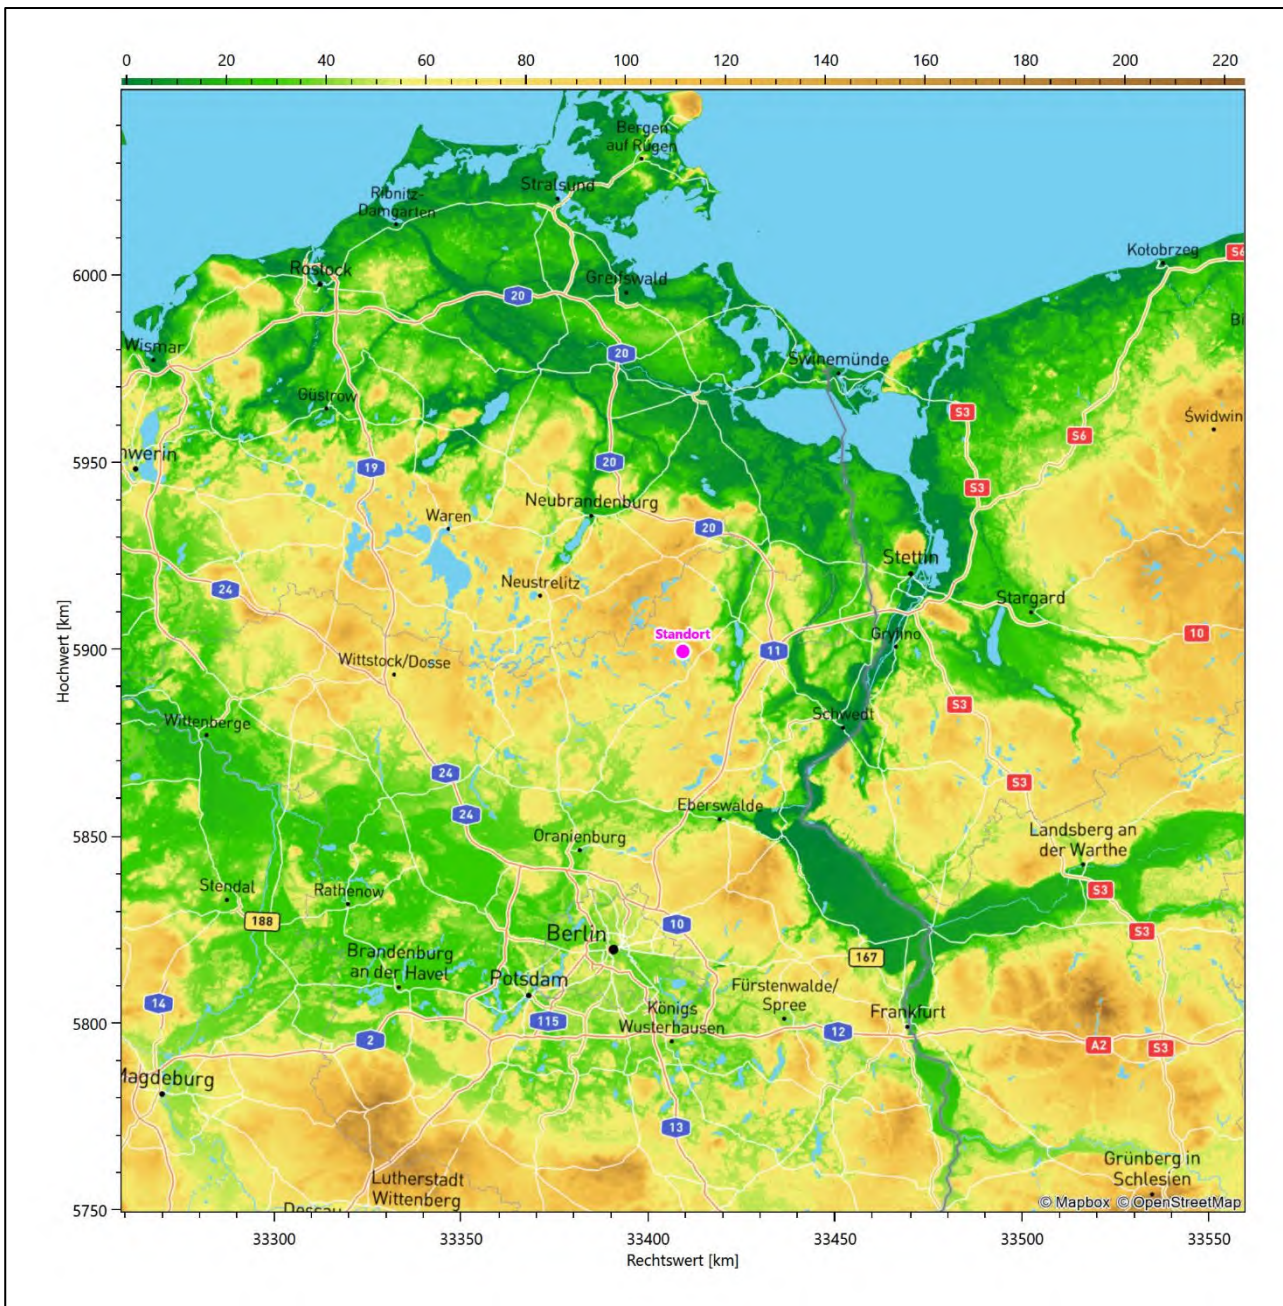 0 20 40 60 80 100 120 140 160 180 200 220
Bergen
auf Rügen
Stralsund
Ribnitz-
Damgarten
Kołobrzeg
S6
6000
Rostock
Greifswald
20
Bi
Wismar
20
Swinemünde
Güstrow
S3
Świdwin
S6
hwerin
5950
19
20
S3
Neubrandenburg
Waren
20
Stettin
24
Neustrelitz
Stargard
Standort
Gryfino
10
Hochwert [km]
5900
11
Wittstock/Dosse
S3
Wittenberge
Schwedt
24
S3
Eberswalde
24
5850
Oranienburg
Landsberg an
der Warthe
Stendal
Rathenow
S3
188
10
S3
Berlin
Brandenburg
an der Havel
167
Potsdam
Fürstenwalde/
Spree
14
Königs
Wusterhausen
Frankfurt
5800
115
12
2
A2
S3
Magdeburg
13
Lutherstadt
Wittenberg
Grünberg in
Schlesien
Dessau
© Mapbox © OpenStreetMap
5750
33300 33350 33400 33450 33500 33550
Rechtswert [km]